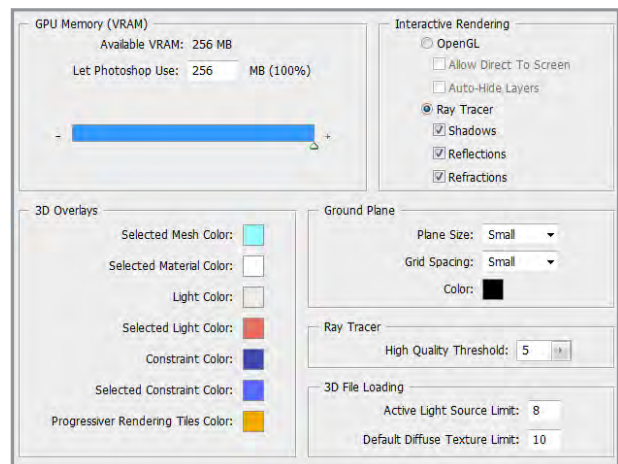 GPU Memory (VRAM)
Available VRAM: 256 MB
Let Photoshop Use: 256 MB (100%)
- +
Interactive Rendering
OpenGL
Allow Direct To Screen
Auto-Hide Layers
Ray Tracer
Shadows
Reflections
Refractions
3D Overlays
Selected Mesh Color:
Selected Material Color:
Light Color:
Selected Light Color:
Constraint Color:
Selected Constraint Color:
Progressiver Rendering Tiles Color:
Ground Plane
Plane Size: Small
Grid Spacing: Small
Color:
Ray Tracer
High Quality Threshold: 5
3D File Loading
Active Light Source Limit: 8
Default Diffuse Texture Limit: 10